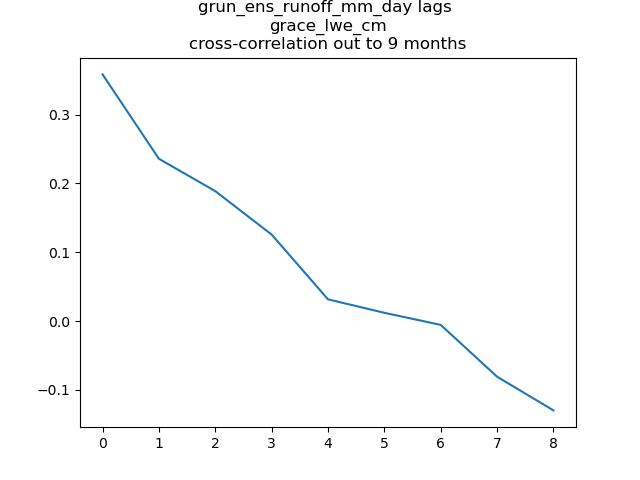 grun_ens_runoff_mm_day lags
grace_lwe_cm
cross-correlation out to 9 months
0.3
0.2
0.1
0.0
−0.1
0 1 2 3 4 5 6 7 8